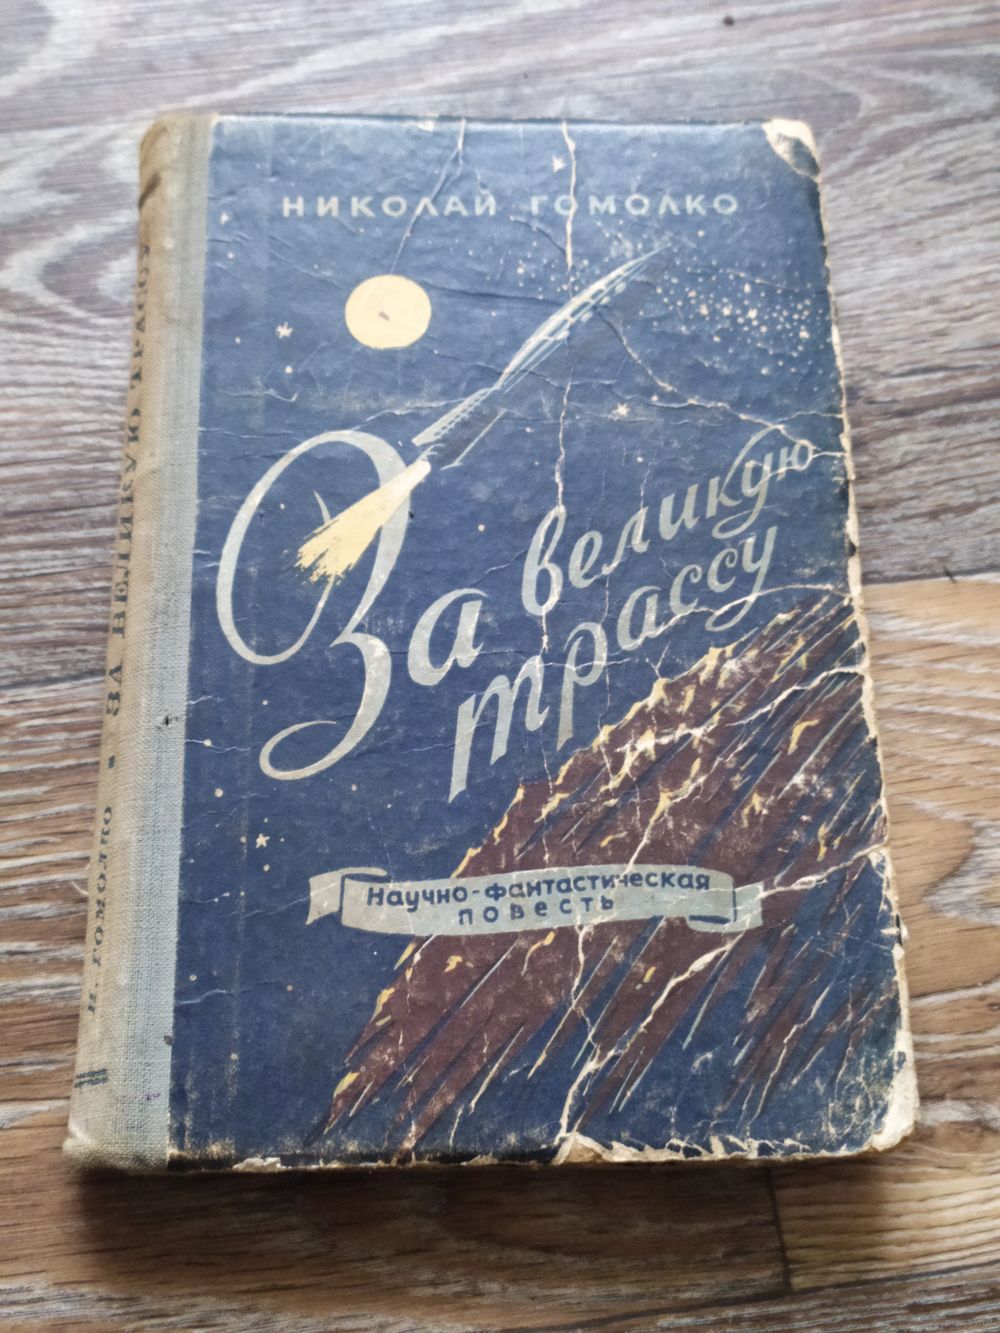 НИКОЛАЙ ГОМОЛКО
За великую
трассу
Научно-фантастическая
повесть
Н. ГОМОЛКО • ЗА ВЕЛИКУЮ ТРАССУ